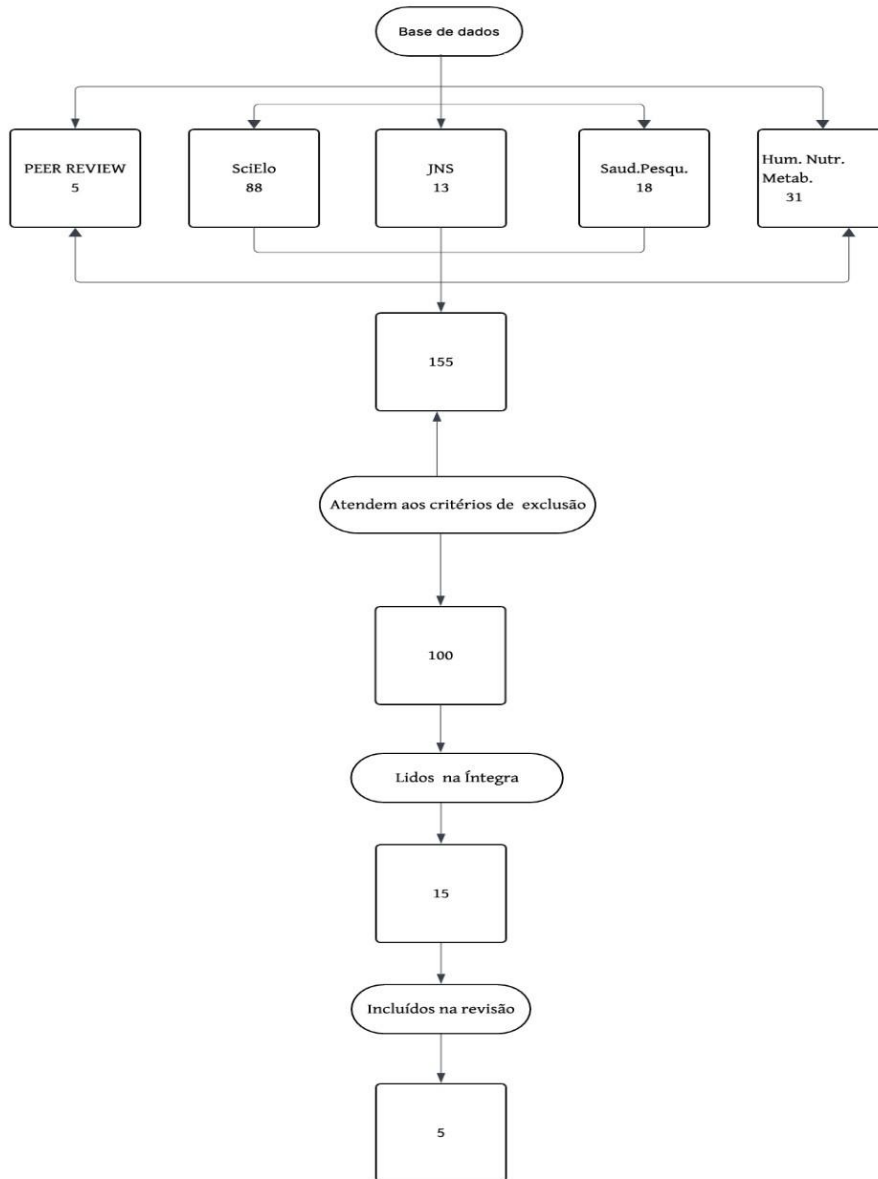 Base de dados
PEER REVIEW
5
SciElo
88
JNS
13
Saud.Pesqu.
18
Hum. Nutr.
Metab.
31
155
Atendem aos critérios de exclusão
100
Lidos na Íntegra
15
Incluídos na revisão
5